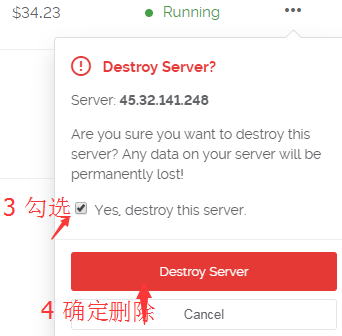 $34.23 Running •••
Destroy Server?
Server: 45.32.141.248
Are you sure you want to destroy this
server? Any data on your server will be
permanently lost!
3 勾选 Yes, destroy this server.
Destroy Server
4 确定删除
Cancel